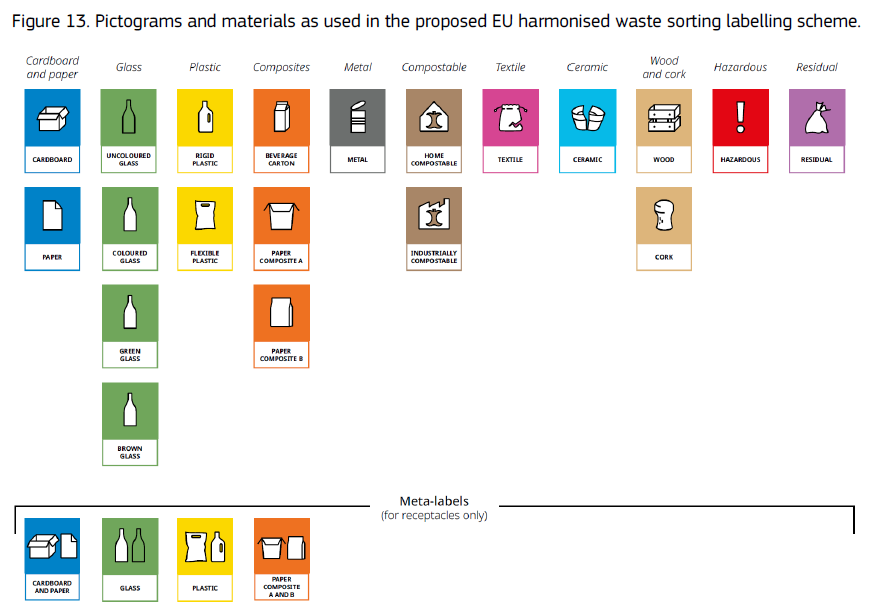 Figure 13. Pictograms and materials as used in the proposed EU harmonised waste sorting labelling scheme.
Cardboard
and paper
Glass
Plastic
Composites
Metal
Compostable
Textile
Ceramic
Wood
and cork
Hazardous
Residual
CARDBOARD
UNCOLOURED
GLASS
RIGID
PLASTIC
BEVERAGE
CARTON
METAL
HOME
COMPOSTABLE
TEXTILE
CERAMIC
WOOD
HAZARDOUS
RESIDUAL
PAPER
COLOURED
GLASS
FLEXIBLE
PLASTIC
PAPER
COMPOSITE A
INDUSTRIALLY
COMPOSTABLE
CORK
GREEN
GLASS
PAPER
COMPOSITE B
BROWN
GLASS
Meta-labels
(for receptacles only)
CARDBOARD
AND PAPER
GLASS
PLASTIC
PAPER
COMPOSITE
A AND B